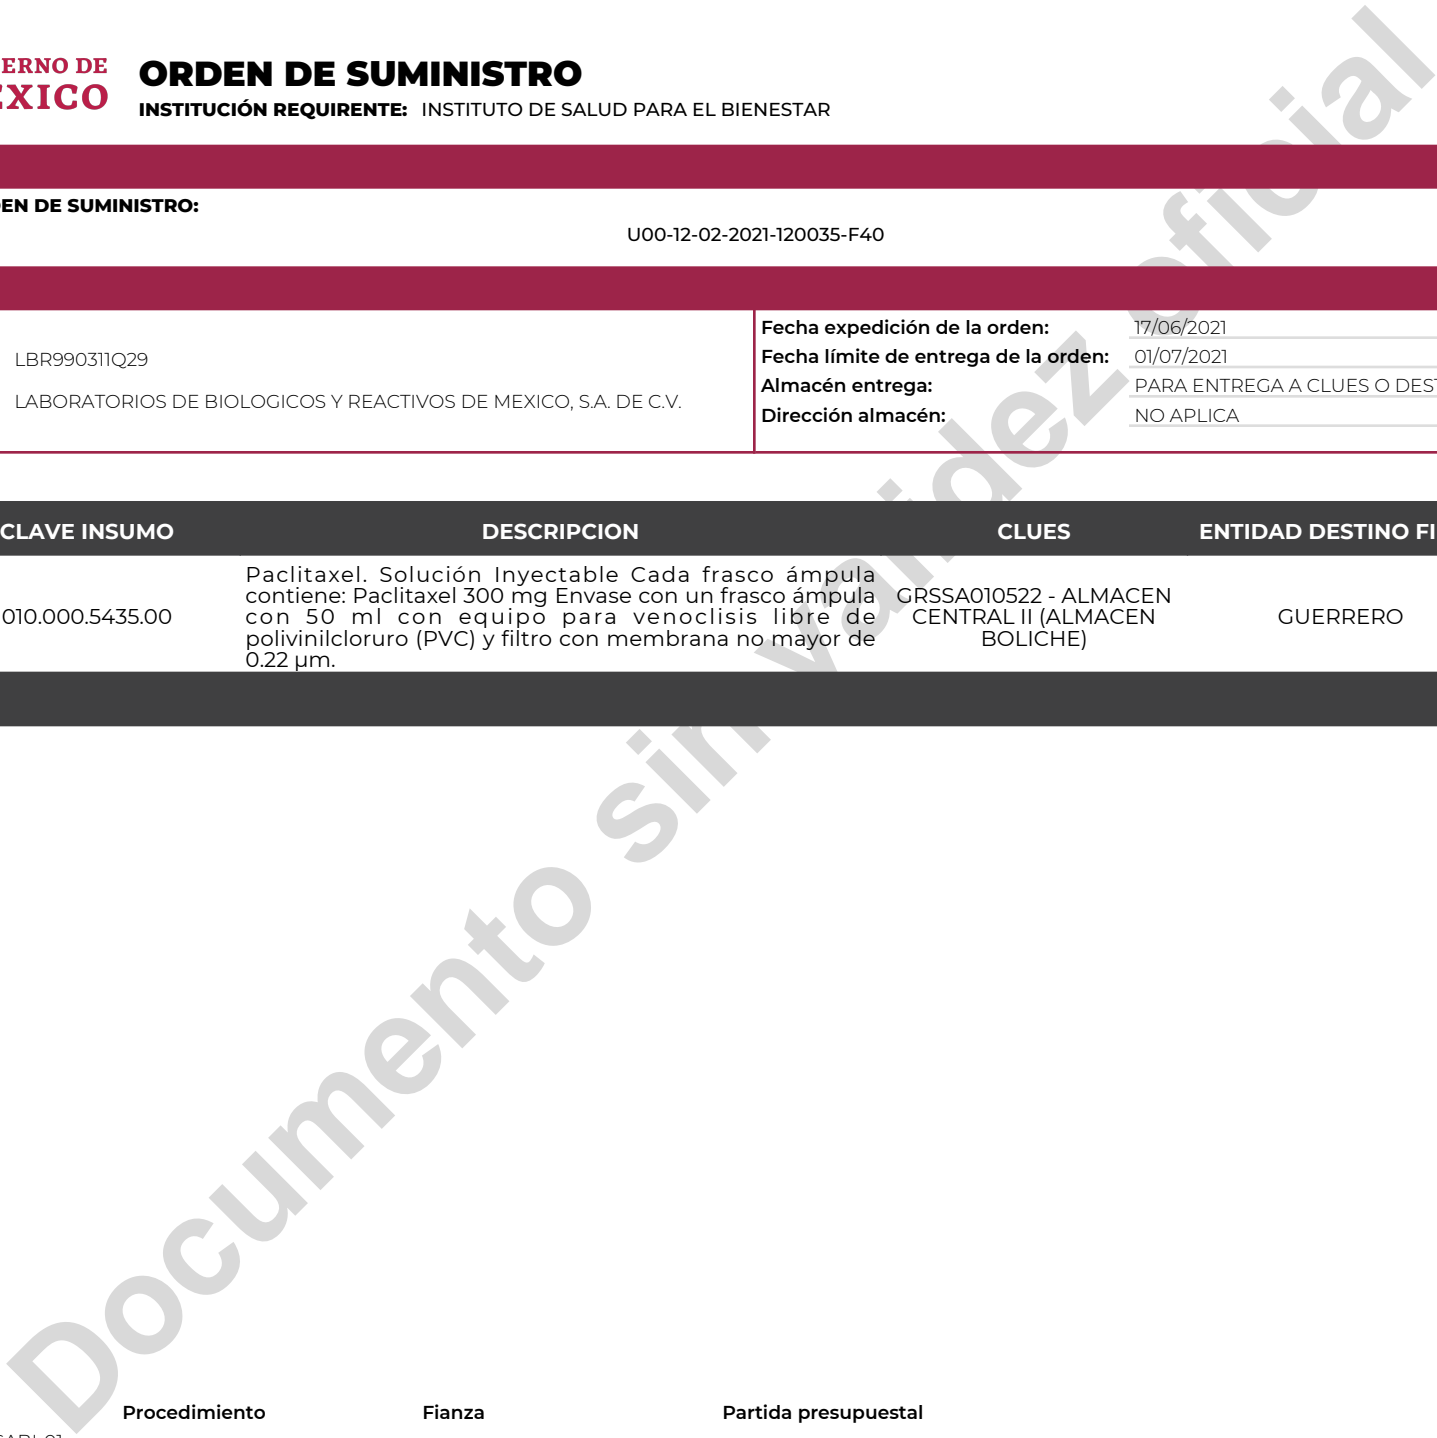 ERNO DE
EXICO
ORDEN DE SUMINISTRO
INSTITUCIÓN REQUIRENTE: INSTITUTO DE SALUD PARA EL BIENESTAR
EN DE SUMINISTRO:
U00-12-02-2021-120035-F40
LBR990311Q29
LABORATORIOS DE BIOLOGICOS Y REACTIVOS DE MEXICO, S.A. DE C.V.
Fecha expedición de la orden: 17/06/2021
Fecha límite de entrega de la orden: 01/07/2021
Almacén entrega: PARA ENTREGA A CLUES O DEST
Dirección almacén: NO APLICA
CLAVE INSUMO DESCRIPCION CLUES ENTIDAD DESTINO FI
010.000.5435.00
Paclitaxel. Solución Inyectable Cada frasco ámpula
contiene: Paclitaxel 300 mg Envase con un frasco ámpula
con 50 ml con equipo para venoclisis libre de
polivinilcloruro (PVC) y filtro con membrana no mayor de
0.22 µm.
GRSSA010522 - ALMACEN
CENTRAL II (ALMACEN
BOLICHE)
GUERRERO
Documento sin validez oficial
Procedimiento Fianza Partida presupuestal